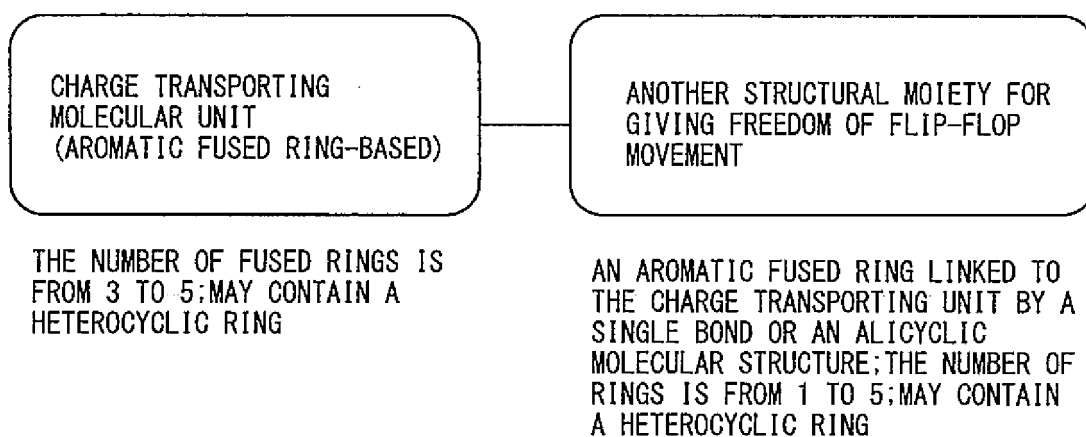 CHARGE TRANSPORTING
MOLECULAR UNIT
(AROMATIC FUSED RING-BASED)
ANOTHER STRUCTURAL MOIETY FOR
GIVING FREEDOM OF FLIP-FLOP
MOVEMENT
THE NUMBER OF FUSED RINGS IS
FROM 3 TO 5;MAY CONTAIN A
HETEROCYCLIC RING
AN AROMATIC FUSED RING LINKED TO
THE CHARGE TRANSPORTING UNIT BY A
SINGLE BOND OR AN ALICYCLIC
MOLECULAR STRUCTURE;THE NUMBER OF
RINGS IS FROM 1 TO 5;MAY CONTAIN
A HETEROCYCLIC RING